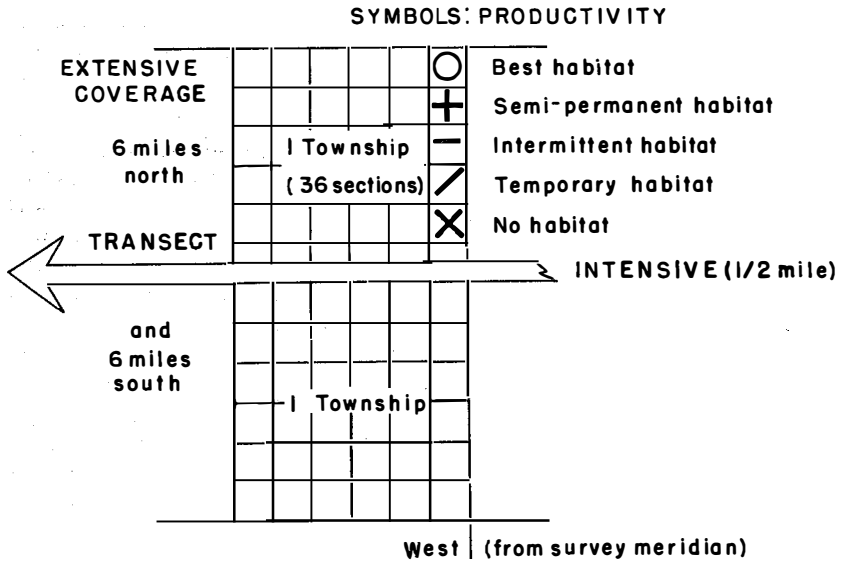 SYMBOLS: PRODUCTIVITY
EXTENSIVE
COVERAGE
6 miles
north
1 Township
(36 sections)
Best habitat
Semi-permanent habitat
Intermittent habitat
Temporary habitat
No habitat
TRANSECT
INTENSIVE (1/2 mile)
and
6 miles
south
1 Township
West (from survey meridian)